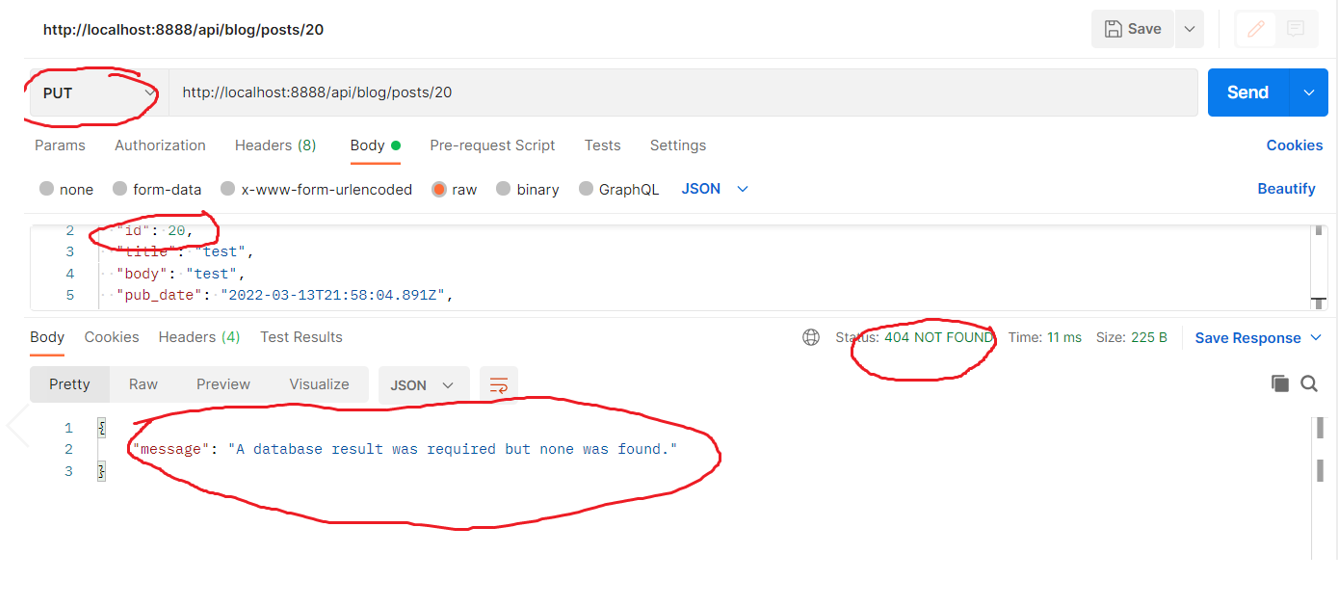 http://localhost:8888/api/blog/posts/20
Save
PUT
http://localhost:8888/api/blog/posts/20
Send
Params Authorization Headers (8) Body Pre-request Script Tests Settings Cookies
none form-data x-www-form-urlencoded raw binary GraphQL JSON Beautify
2 "id": 20,
3 "title": "test",
4 "body": "test",
5 "pub_date": "2022-03-13T21:58:04.891Z",
Body Cookies Headers (4) Test Results Status: 404 NOT FOUND Time: 11 ms Size: 225 B Save Response
Pretty Raw Preview Visualize JSON
1 {
2 "message": "A database result was required but none was found."
3 }